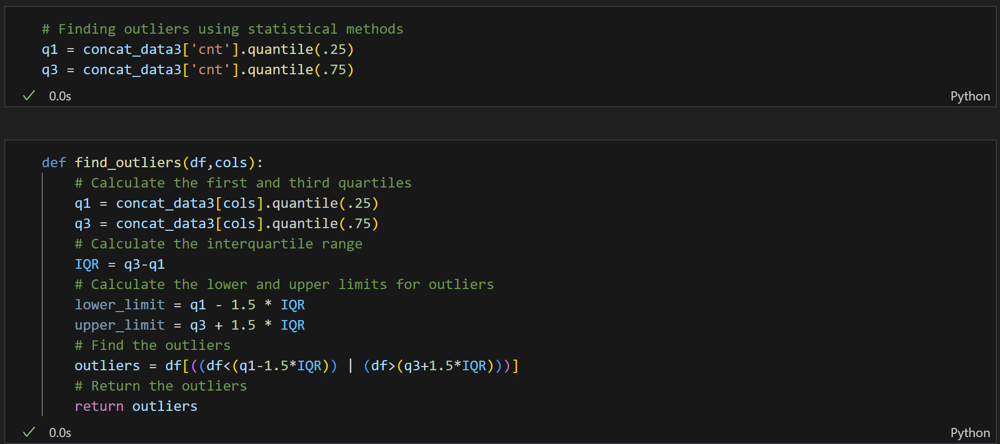 # Finding outliers using statistical methods
q1 = concat_data3['cnt'].quantile(.25)
q3 = concat_data3['cnt'].quantile(.75)
0.0s
Python
def find_outliers(df,cols):
    # Calculate the first and third quartiles
    q1 = concat_data3[cols].quantile(.25)
    q3 = concat_data3[cols].quantile(.75)
    # Calculate the interquartile range
    IQR = q3-q1
    # Calculate the lower and upper limits for outliers
    lower_limit = q1 - 1.5 * IQR
    upper_limit = q3 + 1.5 * IQR
    # Find the outliers
    outliers = df[((df<(q1-1.5*IQR)) | (df>(q3+1.5*IQR)))]
    # Return the outliers
    return outliers
0.0s
Python